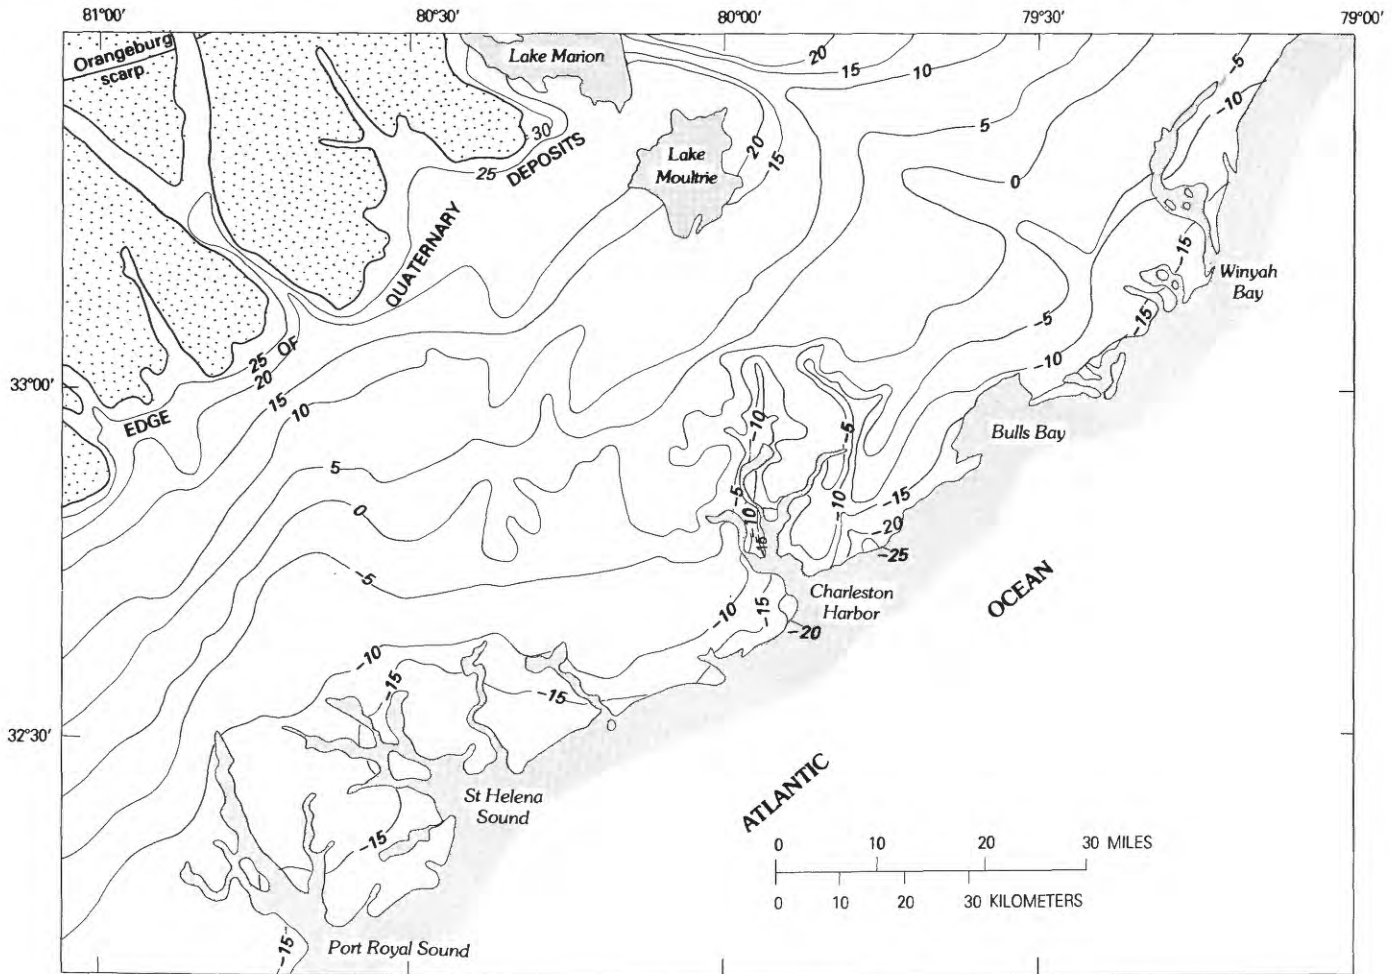 81°00'
80°30'
80°00'
79°30'
79°00'
Orangeburg
scarp
Lake Marion
20
15
10
-5
-10
5
30
DEPOSITS
25
Lake
Moultrie
20
15
0
QUATERNARY
-15
Winyah
Bay
-15
-5
25
OF
20
-10
33°00'
15
10
EDGE
-10
-5
Bulls Bay
5
-5
-10
-15
0
-10
-15
-20
-25
-5
OCEAN
Charleston
Harbor
-10
-15
-20
-10
-15
-15
32°30'
ATLANTIC
St Helena
Sound
-15
0 10 20 30 MILES
0 10 20 30 KILOMETERS
-15
Port Royal Sound